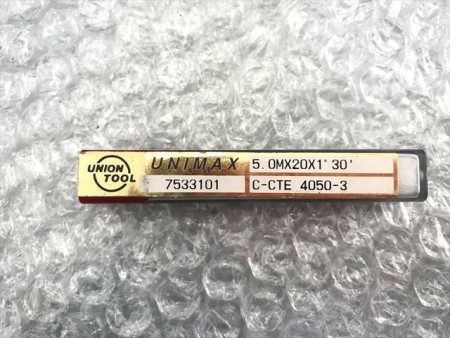 UNION TOOL
UNIMAX 5.0MX20X1°30'
7533101 C-CTE 4050-3